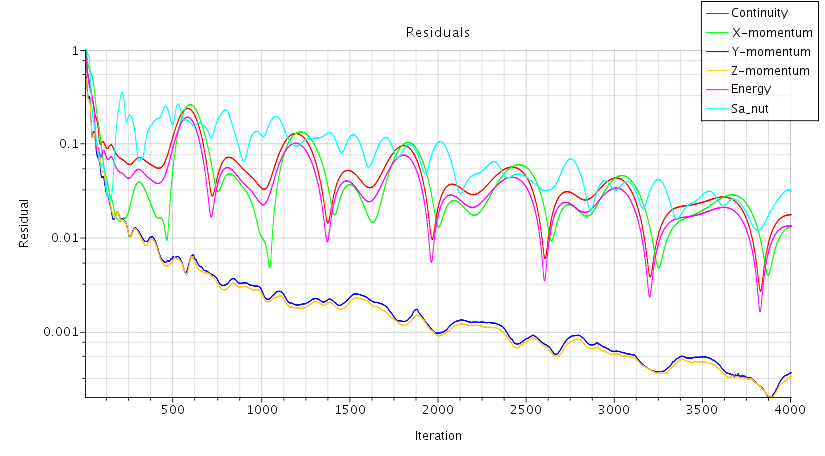 Residuals
Continuity
X-momentum
Y-momentum
Z-momentum
Energy
Sa_nut
1
0.1
0.01
0.001
Residual
500 1000 1500 2000 2500 3000 3500 4000
Iteration